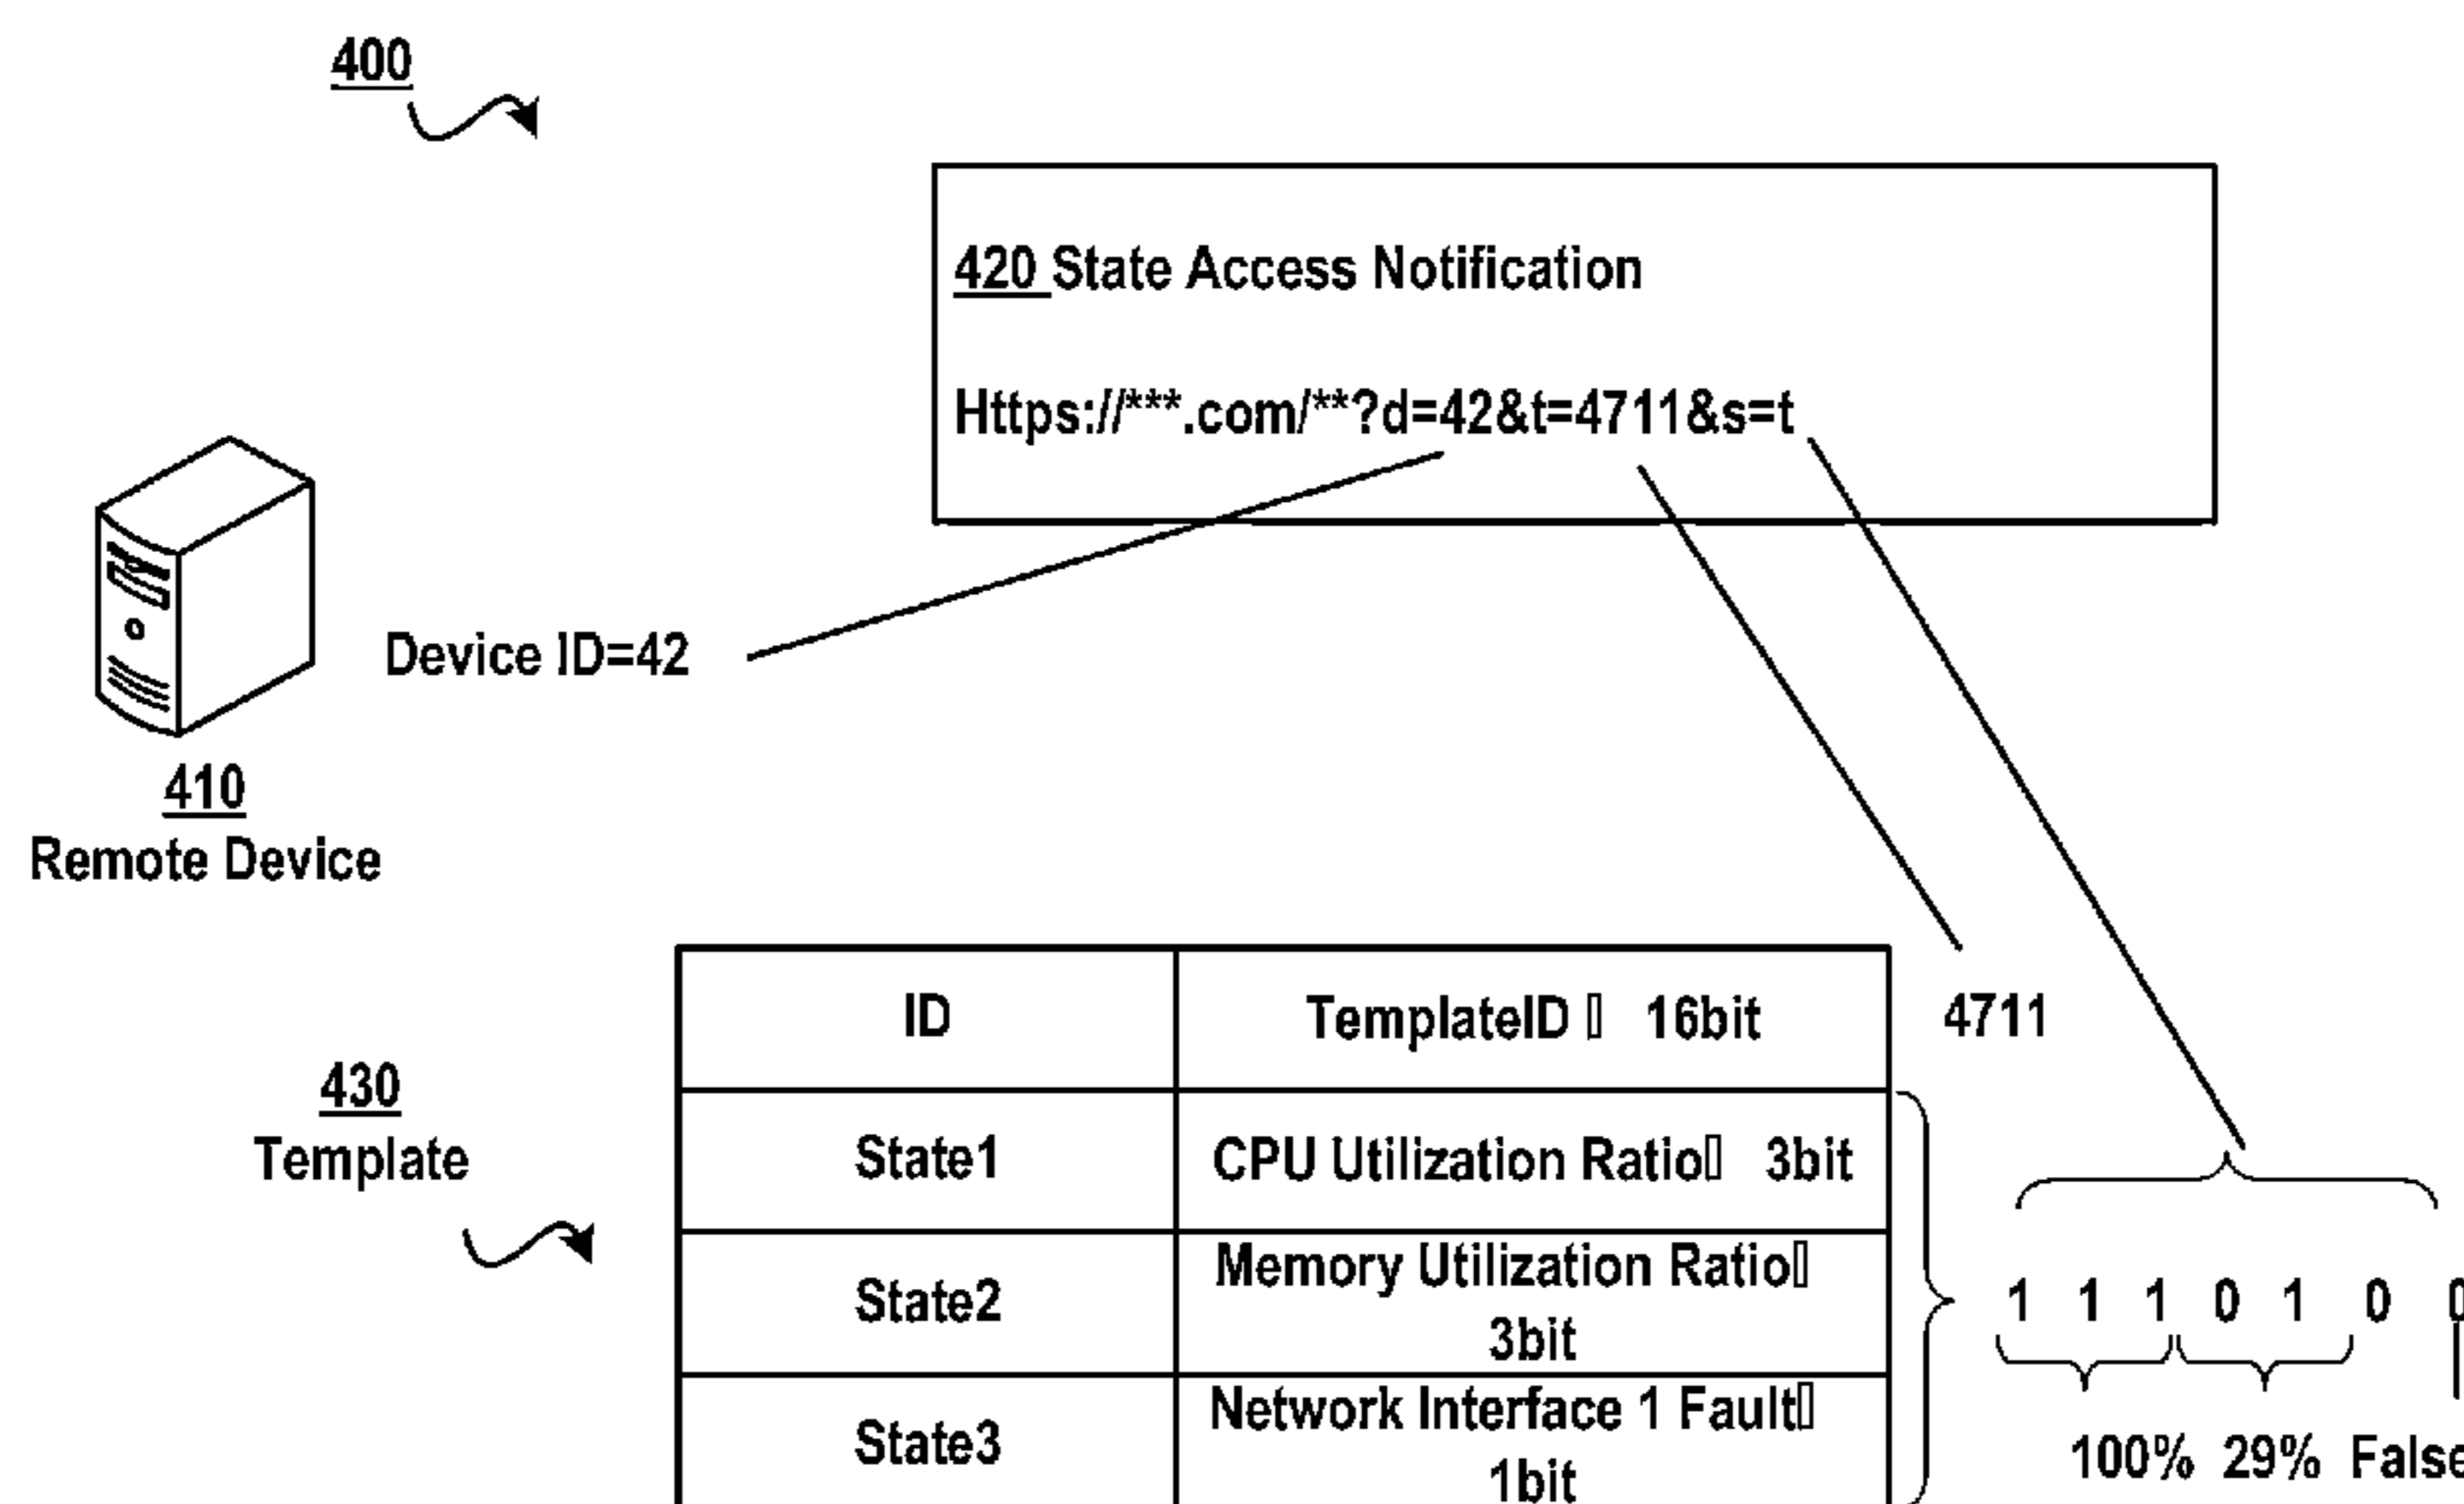 400
420 State Access Notification
Https://***.com/**?d=42&t=4711&s=t
Device ID=42
410
Remote Device
430
Template
ID TemplateID 16bit
4711
State1 CPU Utilization Ratio 3bit
State2 Memory Utilization Ratio
3bit
1 1 1 0 1 0 0
State3 Network Interface 1 Fault
1bit
100% 29% False